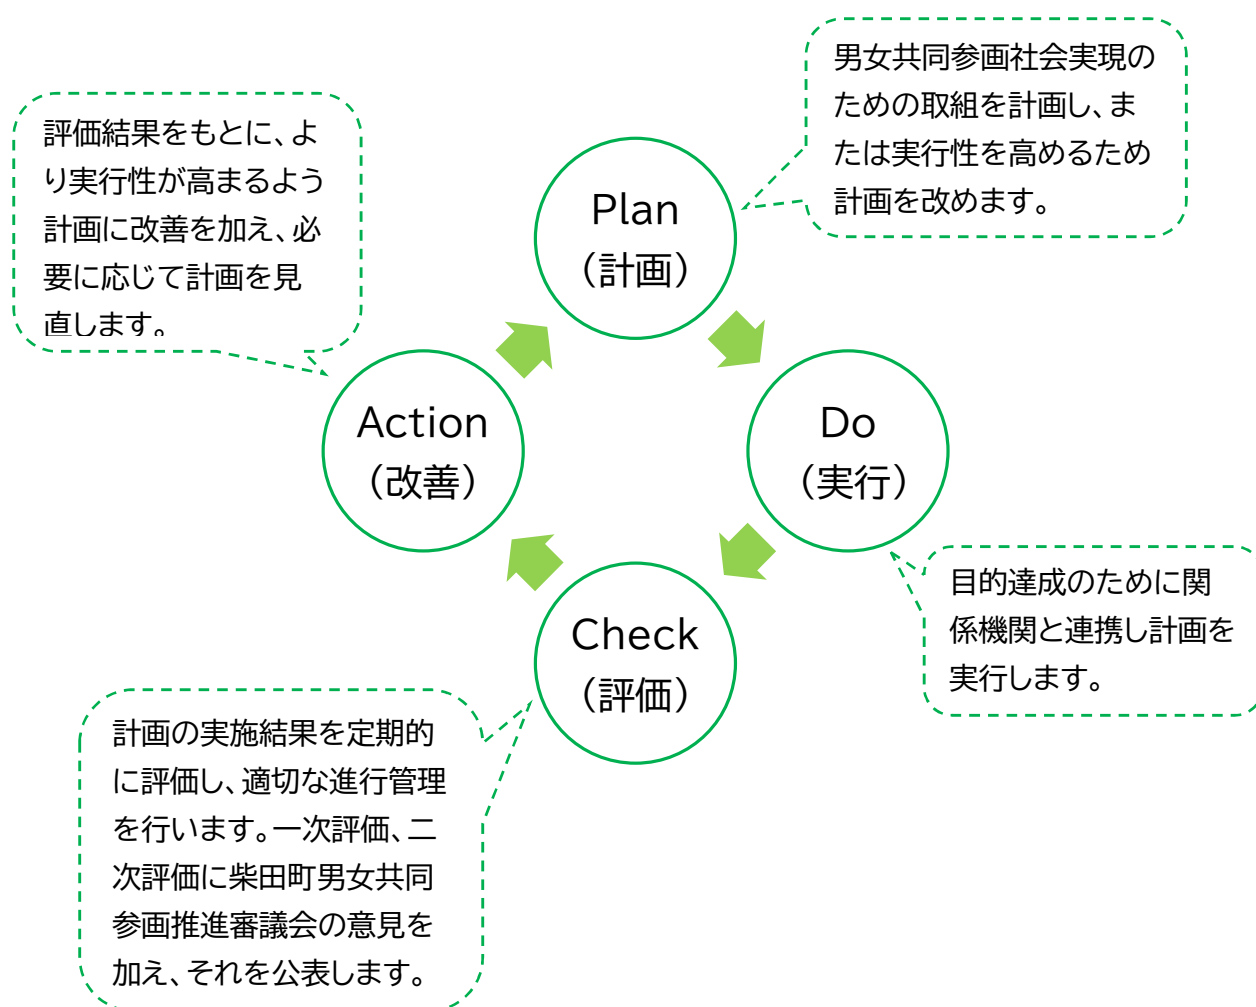 男女共同参画社会実現の
ための取組を計画し、ま
たは実行性を高めるため
計画を改めます。
評価結果をもとに、よ
り実行性が高まるよう
計画に改善を加え、必
要に応じて計画を見
直します。
Plan
（計画）
Action
（改善）
Do
（実行）
目的達成のために関
係機関と連携し計画を
実行します。
Check
（評価）
計画の実施結果を定期的
に評価し、適切な進行管理
を行います。一次評価、二
次評価に柴田町男女共同
参画推進審議会の意見を
加え、それを公表します。